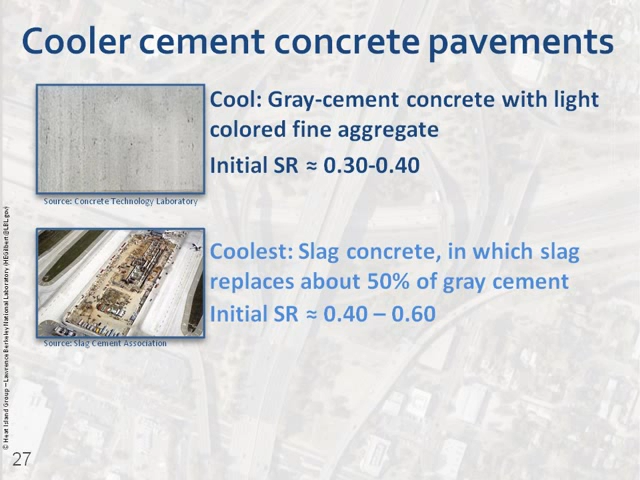 Cooler cement concrete pavements
Cool: Gray-cement concrete with light
colored fine aggregate
Initial SR ≈ 0.30-0.40
Source: Concrete Technology Laboratory
Coolest: Slag concrete, in which slag
replaces about 50% of gray cement
Initial SR ≈ 0.40 – 0.60
Source: Slag Cement Association
© Heat Island Group – Lawrence Berkeley National Laboratory (HEGilbert@LBL.gov)
27